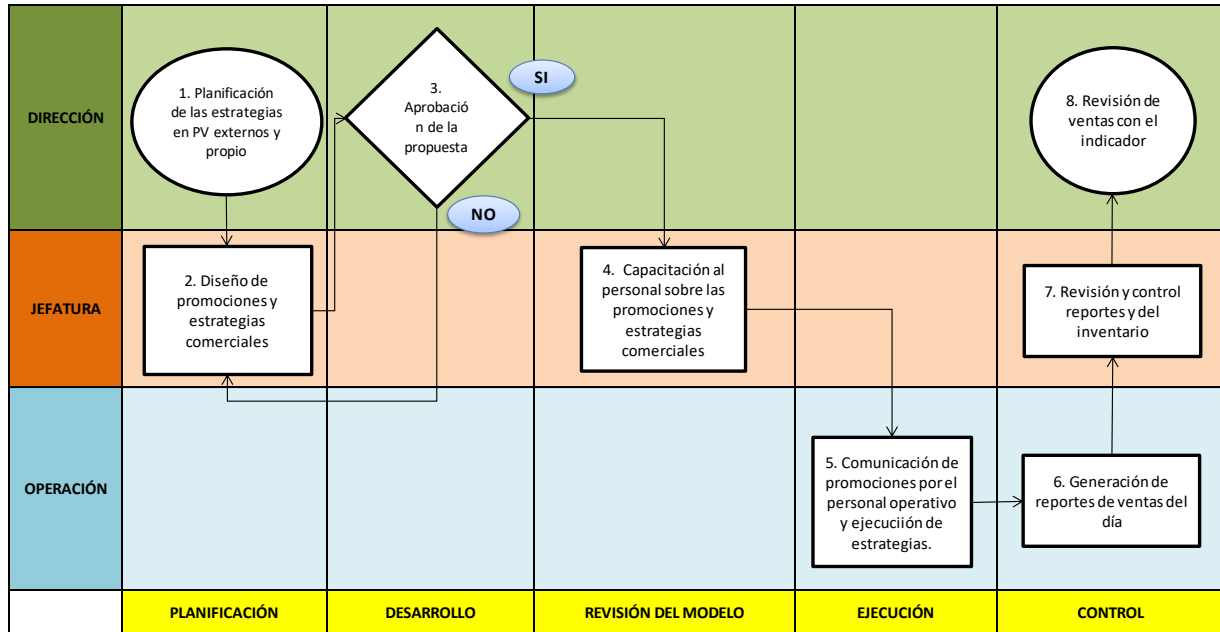 DIRECCIÓN
1. Planificación
de las estrategias
en PV externos y
propio
3.
Aprobació
n de la
propuesta
SI
NO
8. Revisión de
ventas con el
indicador
JEFATURA
2. Diseño de
promociones y
estrategias
comerciales
4. Capacitación al
personal sobre las
promociones y
estrategias
comerciales
7. Revisión y control
reportes y del
inventario
OPERACIÓN
5. Comunicación de
promociones por el
personal operativo
y ejecuciión de
estrategias.
6. Generación de
reportes de ventas del
día
PLANIFICACIÓN
DESARROLLO
REVISIÓN DEL MODELO
EJECUCIÓN
CONTROL